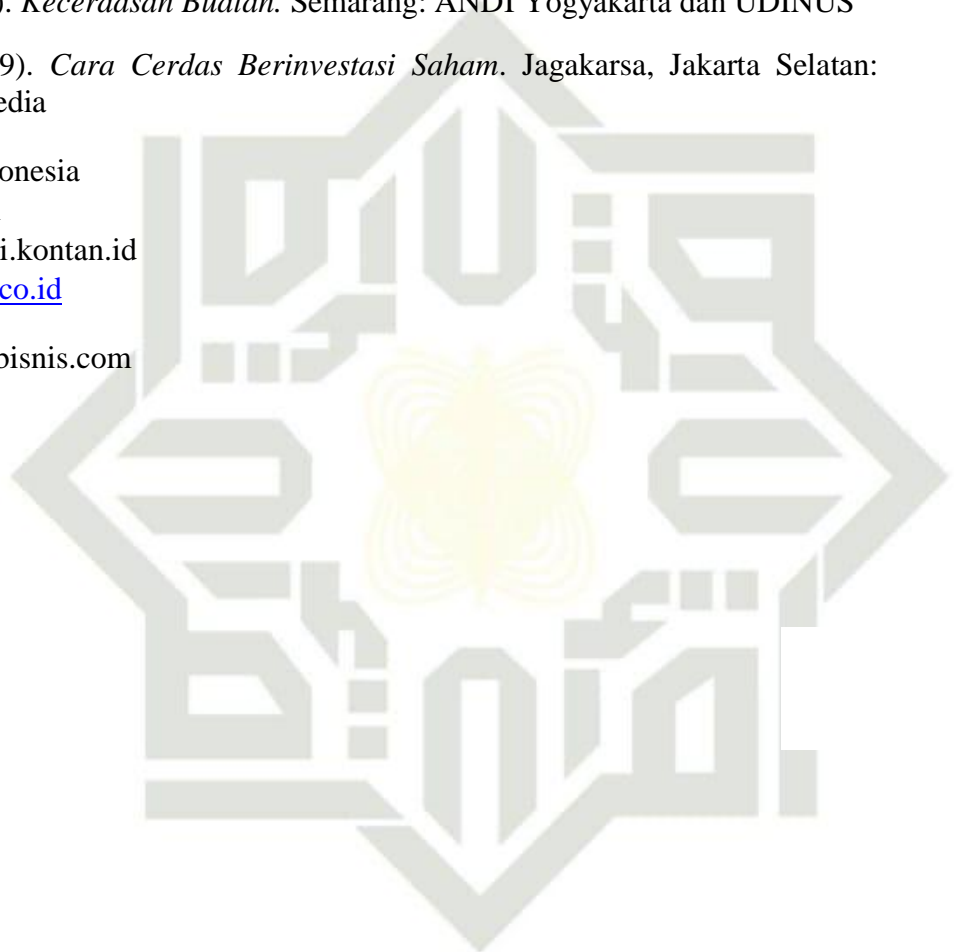 ). Kecerdasan Buatan. Semarang: ANDI Yogyakarta dan UDINUS
9). Cara Cerdas Berinvestasi Saham. Jagakarsa, Jakarta Selatan:
edia
onesia
i.kontan.id
co.id
bisnis.com